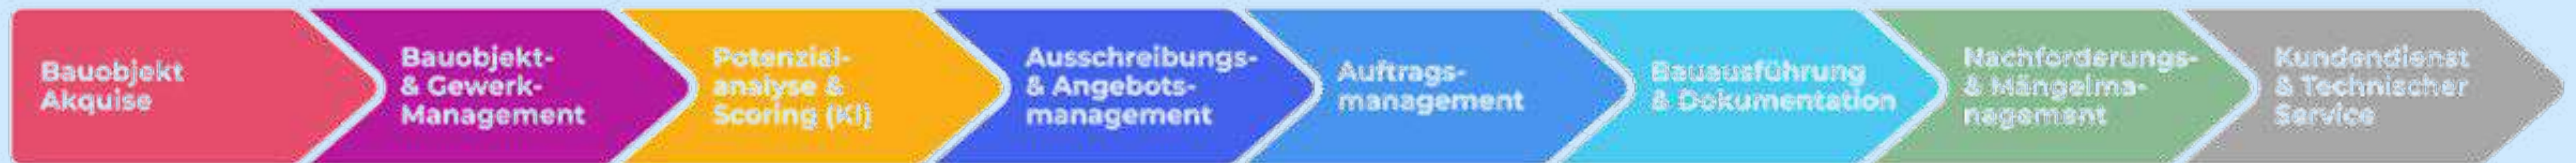 Bauobjekt
Akquise
Bauobjekt-
& Gewerk-
Management
Potenzial-
analyse &
Scoring (KI)
Ausschreibungs-
& Angebots-
management
Auftrags-
management
Bauausführung
& Dokumentation
Nachforderungs-
& Mängelma-
nagement
Kundendienst
& Technischer
Service